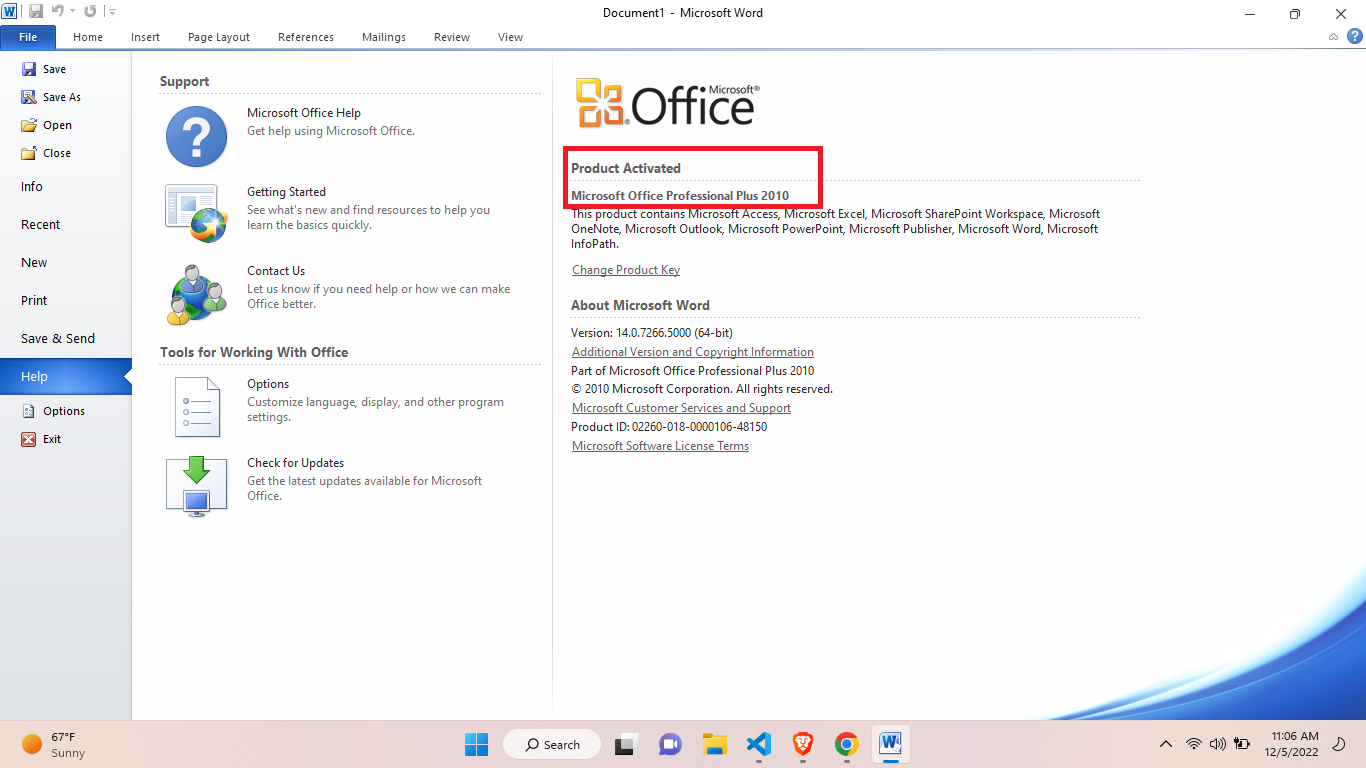 Document1 - Microsoft Word
File Home Insert Page Layout References Mailings Review View
Save
Save As
Open
Close
Info
Recent
New
Print
Save & Send
Help
Options
Exit
Support
Microsoft Office Help
Get help using Microsoft Office.
Getting Started
See what's new and find resources to help you
learn the basics quickly.
Contact Us
Let us know if you need help or how we can make
Office better.
Tools for Working With Office
Options
Customize language, display, and other program
settings.
Check for Updates
Get the latest updates available for Microsoft
Office.
Microsoft®
Office
Product Activated
Microsoft Office Professional Plus 2010
This product contains Microsoft Access, Microsoft Excel, Microsoft SharePoint Workspace, Microsoft
OneNote, Microsoft Outlook, Microsoft PowerPoint, Microsoft Publisher, Microsoft Word, Microsoft
InfoPath.
Change Product Key
About Microsoft Word
Version: 14.0.7266.5000 (64-bit)
Additional Version and Copyright Information
Part of Microsoft Office Professional Plus 2010
© 2010 Microsoft Corporation. All rights reserved.
Microsoft Customer Services and Support
Product ID: 02260-018-0000106-48150
Microsoft Software License Terms
67°F
Sunny
Search
11:06 AM
12/5/2022